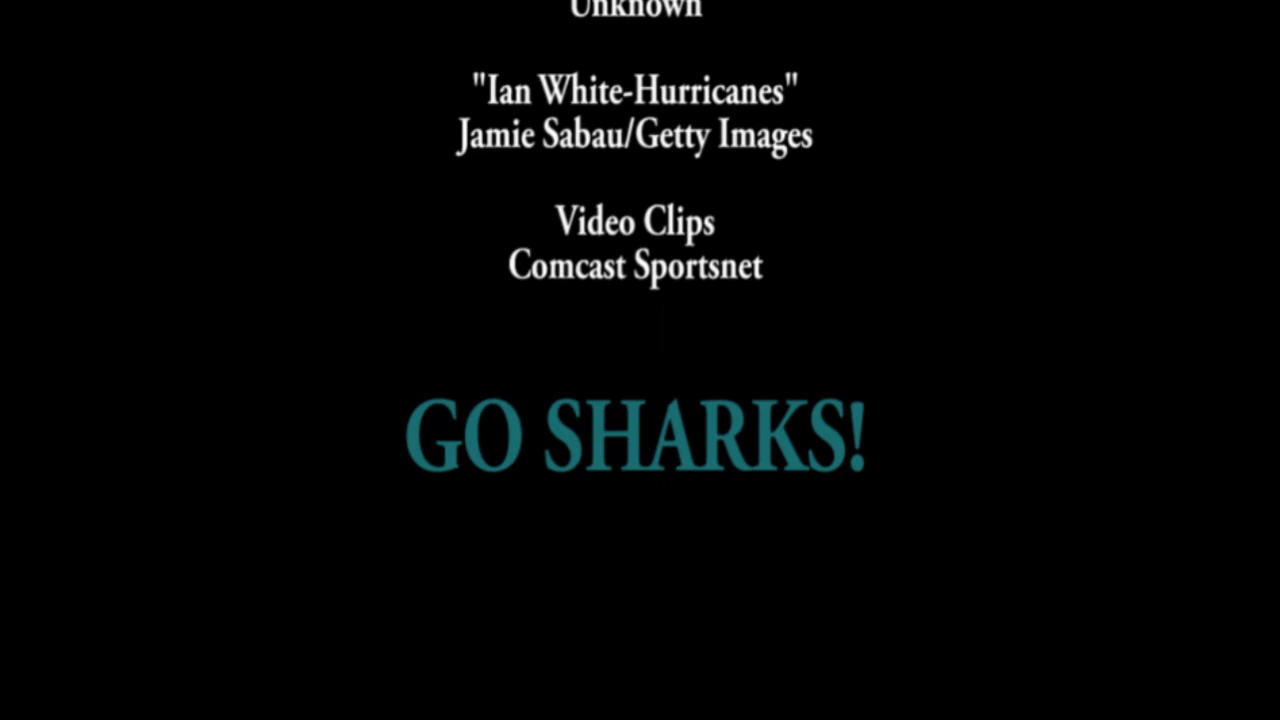 Unknown
"Ian White-Hurricanes"
Jamie Sabau/Getty Images
Video Clips
Comcast Sportsnet
GO SHARKS!